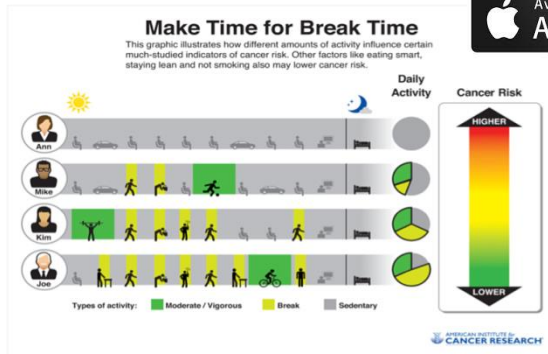 Make Time for Break Time
This graphic illustrates how different amounts of activity influence certain
much-studied indicators of cancer risk. Other factors like eating smart,
staying lean and not smoking also may lower cancer risk.
Daily
Activity
Cancer Risk
HIGHER
Ann
Mike
Kim
Joe
LOWER
Types of activity:
Moderate / Vigorous
Break
Sedentary
AMERICAN INSTITUTE for
CANCER RESEARCH